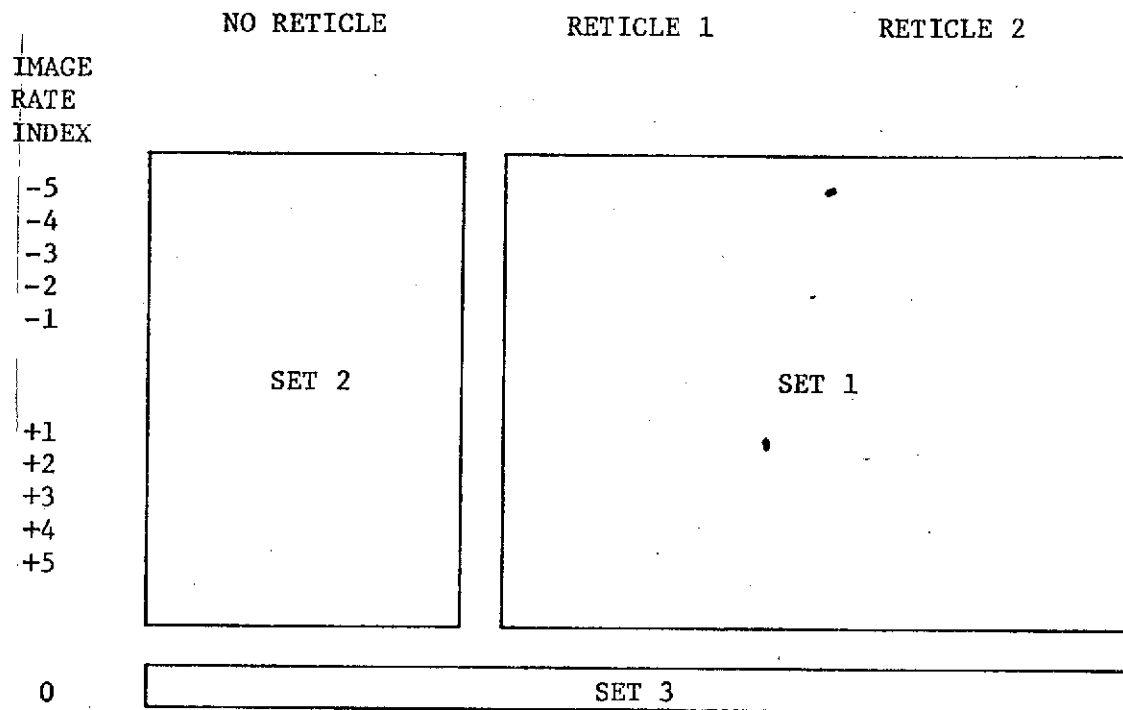 NO RETICLE RETICLE 1 RETICLE 2
IMAGE
RATE
INDEX
-5
-4
-3
-2
-1
SET 2 SET 1
+1
+2
+3
+4
+5
0 SET 3